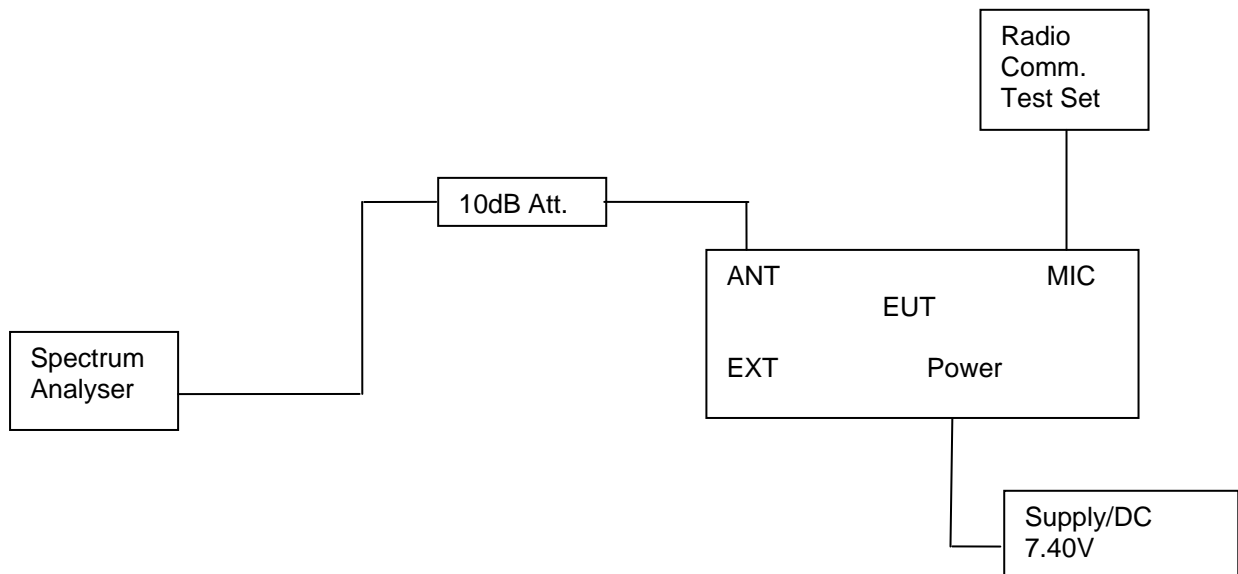 Radio
Comm.
Test Set
10dB Att.
ANT
MIC
EUT
Spectrum
Analyser
EXT
Power
Supply/DC
7.40V